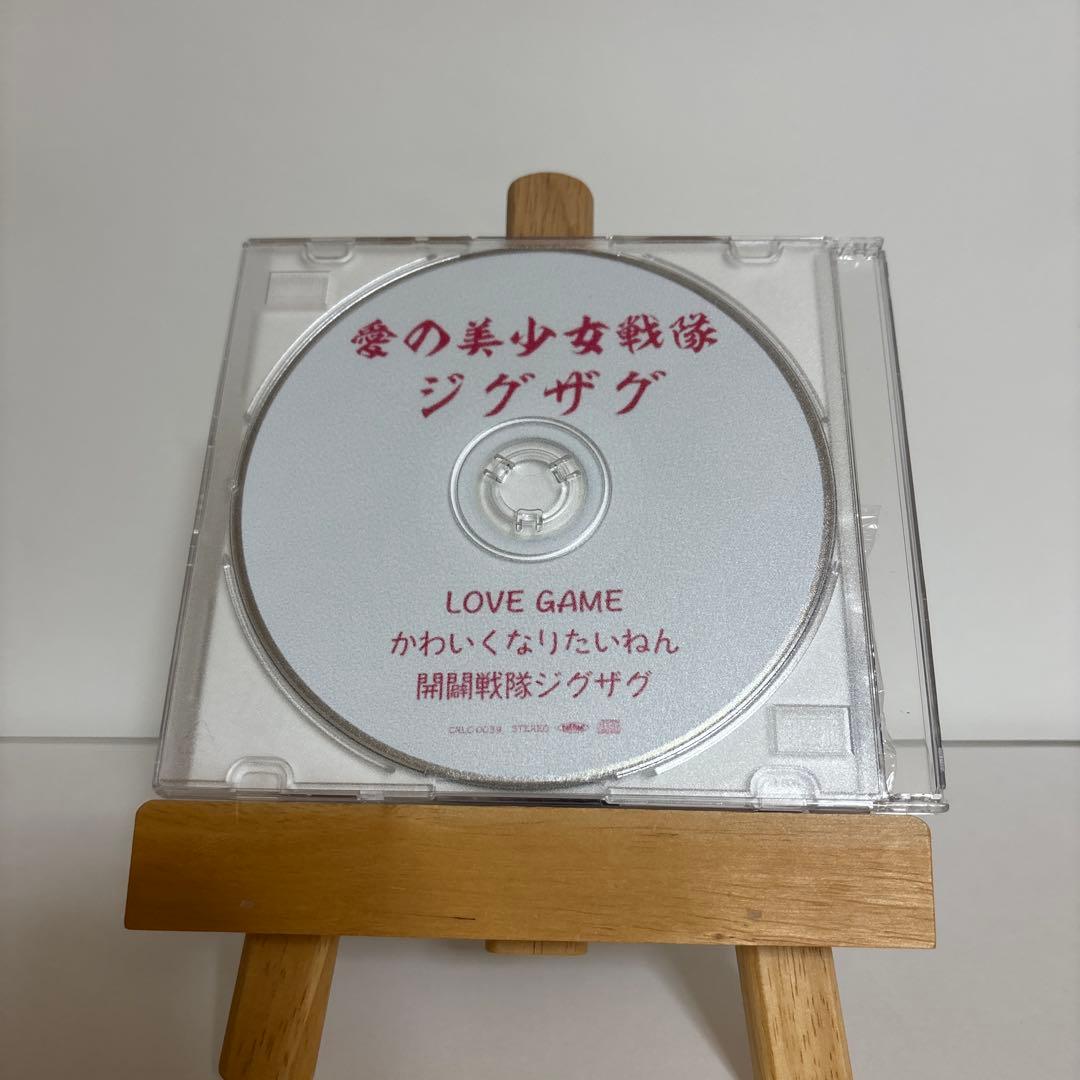 愛の美少女戦隊
ジグザグ
LOVE GAME
かわいくなりたいねん
開闢戦隊ジグザグ
CRLC0039 STEREO